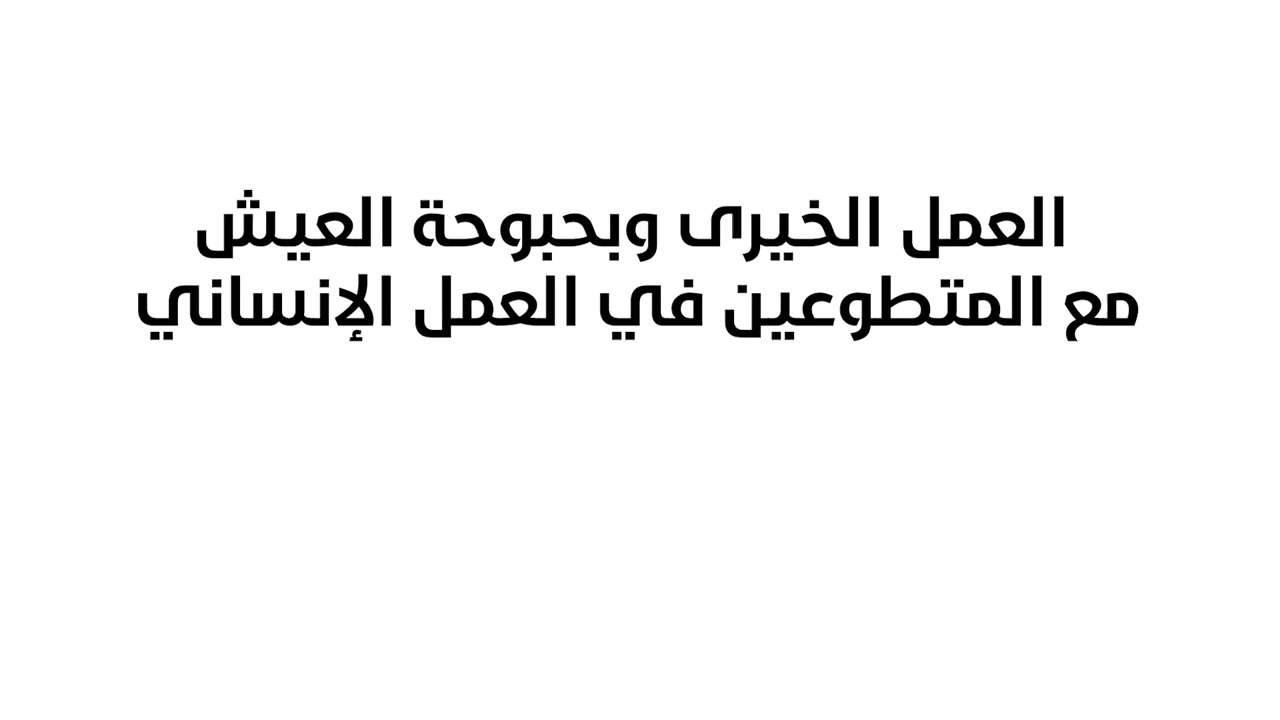 العمل الخيرى وبحبوحة العيش
مع المتطوعين في العمل الإنساني